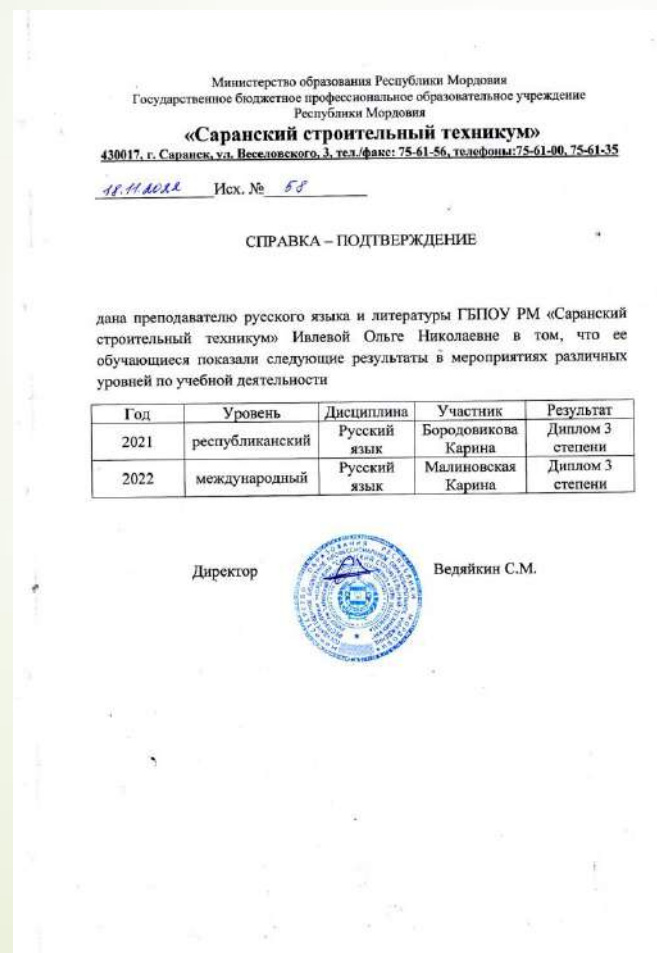 Министерство образования Республики Мордовия
Государственное бюджетное профессиональное образовательное учреждение
Республики Мордовия
«Саранский строительный техникум»
430017, г. Саранск, ул. Веселовского, 3, тел./факс: 75-61-56, телефоны:75-61-00, 75-61-35
18.11.2022 Исх. № 58
СПРАВКА – ПОДТВЕРЖДЕНИЕ
дана преподавателю русского языка и литературы ГБПОУ РМ «Саранский
строительный техникум» Ивлевой Ольге Николаевне в том, что ее
обучающиеся показали следующие результаты в мероприятиях различных
уровней по учебной деятельности
Год Уровень Дисциплина Участник Результат
2021 республиканский Русский язык Бородовикова Карина Диплом 3 степени
2022 международный Русский язык Малиновская Карина Диплом 3 степени
Директор Ведяйкин С.М.